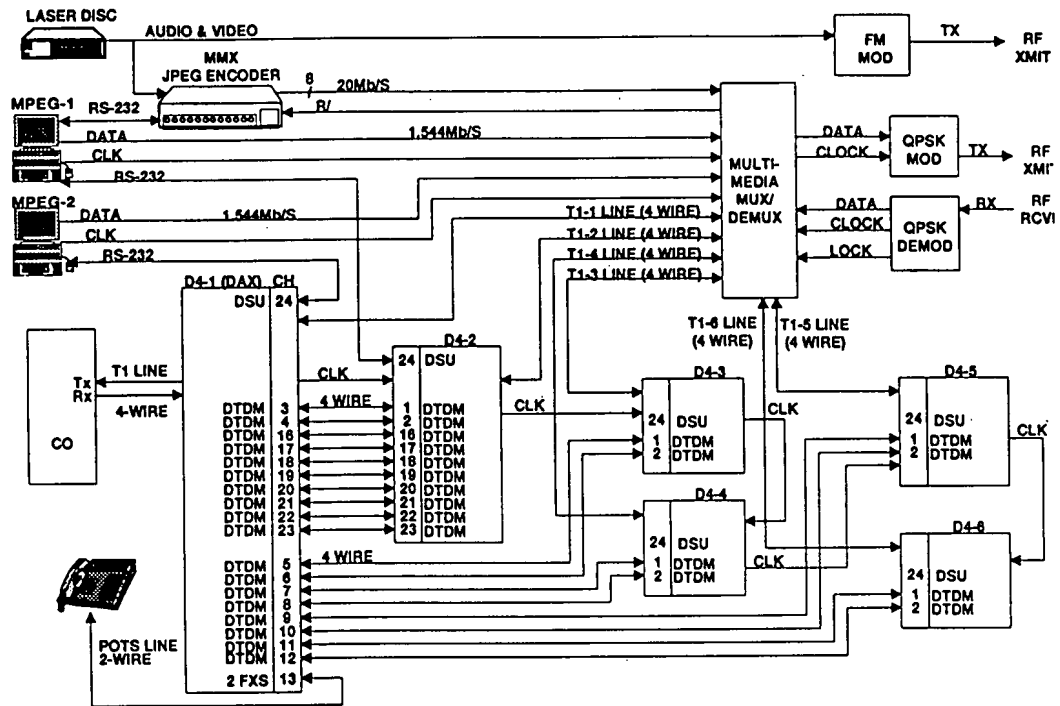 LASER DISC
AUDIO & VIDEO
MMX
JPEG ENCODER
FM
MOD
TX
RF
XMIT
8
20Mb/S
R/
MPEG-1
RS-232
DATA
1.544Mb/S
CLK
RS-232
MULTI-
MEDIA
MUX/
DEMUX
DATA
CLOCK
QPSK
MOD
TX
RF
XMIT
MPEG-2
DATA
1.544Mb/S
CLK
RS-232
DATA
CLOCK
LOCK
QPSK
DEMOD
RX
RF
RCVI
T1-1 LINE (4 WIRE)
T1-2 LINE (4 WIRE)
T1-4 LINE (4 WIRE)
T1-3 LINE (4 WIRE)
T1-6 LINE
(4 WIRE)
T1-5 LINE
(4 WIRE)
D4-1 (DAX) CH
DSU 24
CO
Tx
Rx
T1 LINE
4-WIRE
CLK
4 WIRE
DTDM 3
DTDM 4
DTDM 16
DTDM 17
DTDM 18
DTDM 19
DTDM 20
DTDM 21
DTDM 22
DTDM 23
4 WIRE
DTDM 5
DTDM 6
DTDM 7
DTDM 8
DTDM 9
DTDM 10
DTDM 11
DTDM 12
2 FXS 13
POTS LINE
2-WIRE
D4-2
24 DSU
1 DTDM
2 DTDM
16 DTDM
17 DTDM
18 DTDM
19 DTDM
20 DTDM
21 DTDM
22 DTDM
23 DTDM
CLK
D4-3
24 DSU
1 DTDM
2 DTDM
CLK
D4-4
24 DSU
1 DTDM
2 DTDM
CLK
D4-5
24 DSU
1 DTDM
2 DTDM
CLK
D4-6
24 DSU
1 DTDM
2 DTDM